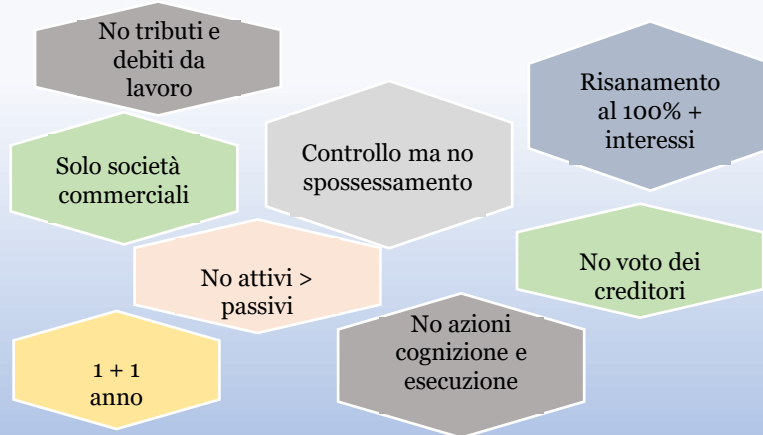 No tributi e
debiti da
lavoro
Risanamento
al 100% +
interessi
Solo società
commerciali
Controllo ma no
spossessamento
No attivi >
passivi
No voto dei
creditori
1 + 1
anno
No azioni
cognizione e
esecuzione